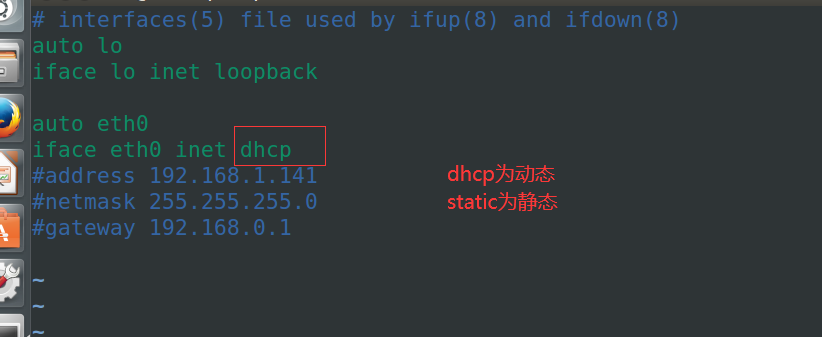 # interfaces(5) file used by ifup(8) and ifdown(8)
auto lo
iface lo inet loopback
auto eth0
iface eth0 inet dhcp
#address 192.168.1.141
#netmask 255.255.255.0
#gateway 192.168.0.1
~
~
~
dhcp为动态
static为静态